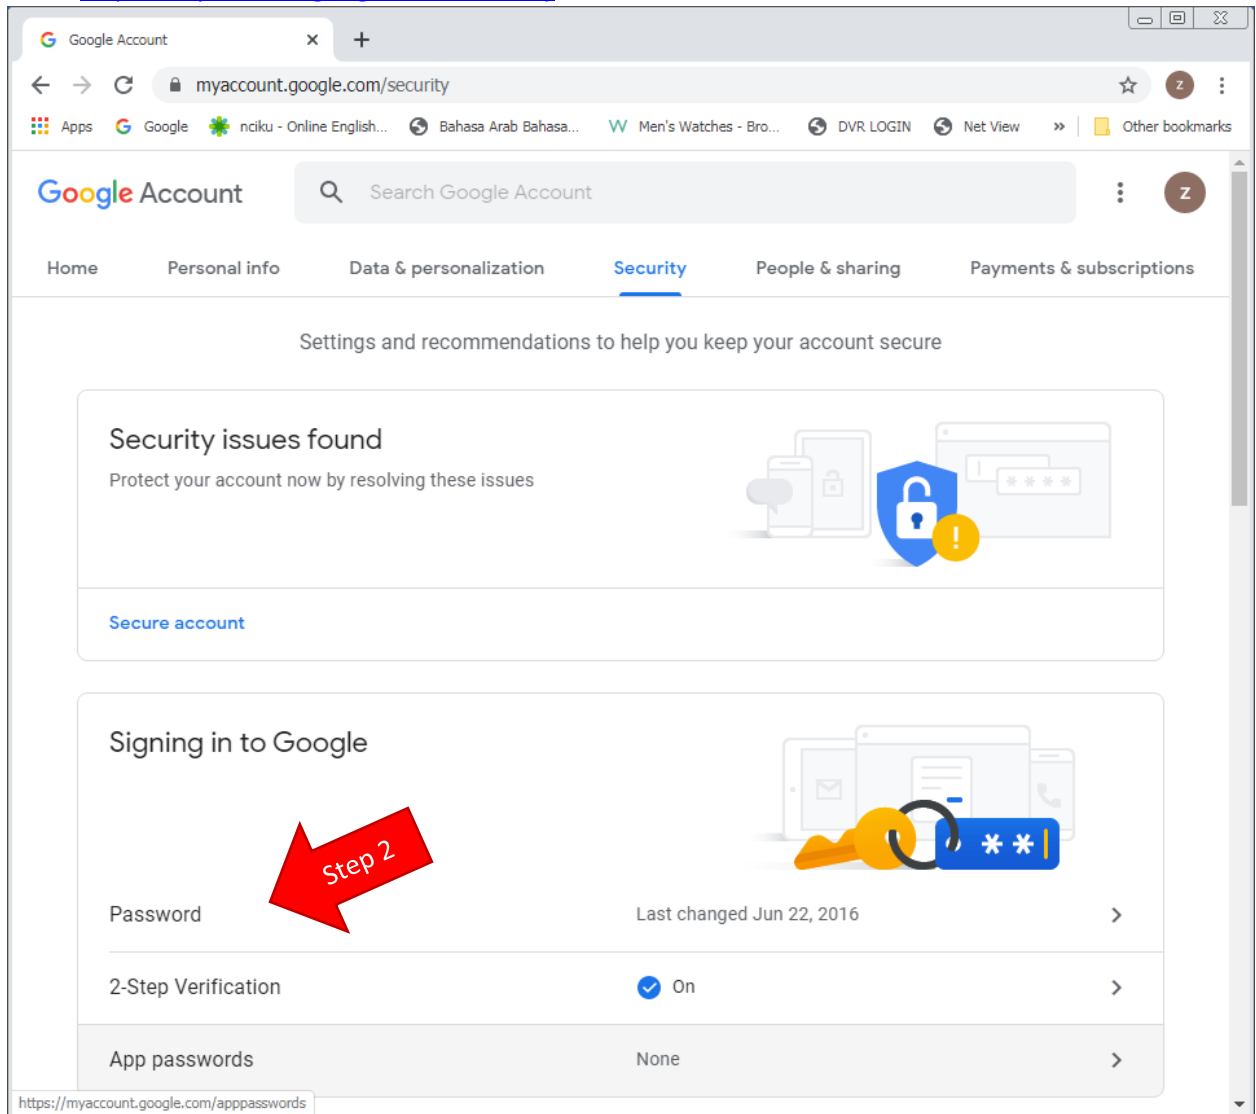 Google Account
myaccount.google.com/security
z
Apps Google nciku - Online English... Bahasa Arab Bahasa... Men's Watches - Bro... DVR LOGIN Net View » Other bookmarks
Google Account Search Google Account z
Home Personal info Data & personalization Security People & sharing Payments & subscriptions
Settings and recommendations to help you keep your account secure
Security issues found
Protect your account now by resolving these issues
Secure account
Signing in to Google
Step 2
Password Last changed Jun 22, 2016
2-Step Verification On
App passwords None
https://myaccount.google.com/apppasswords